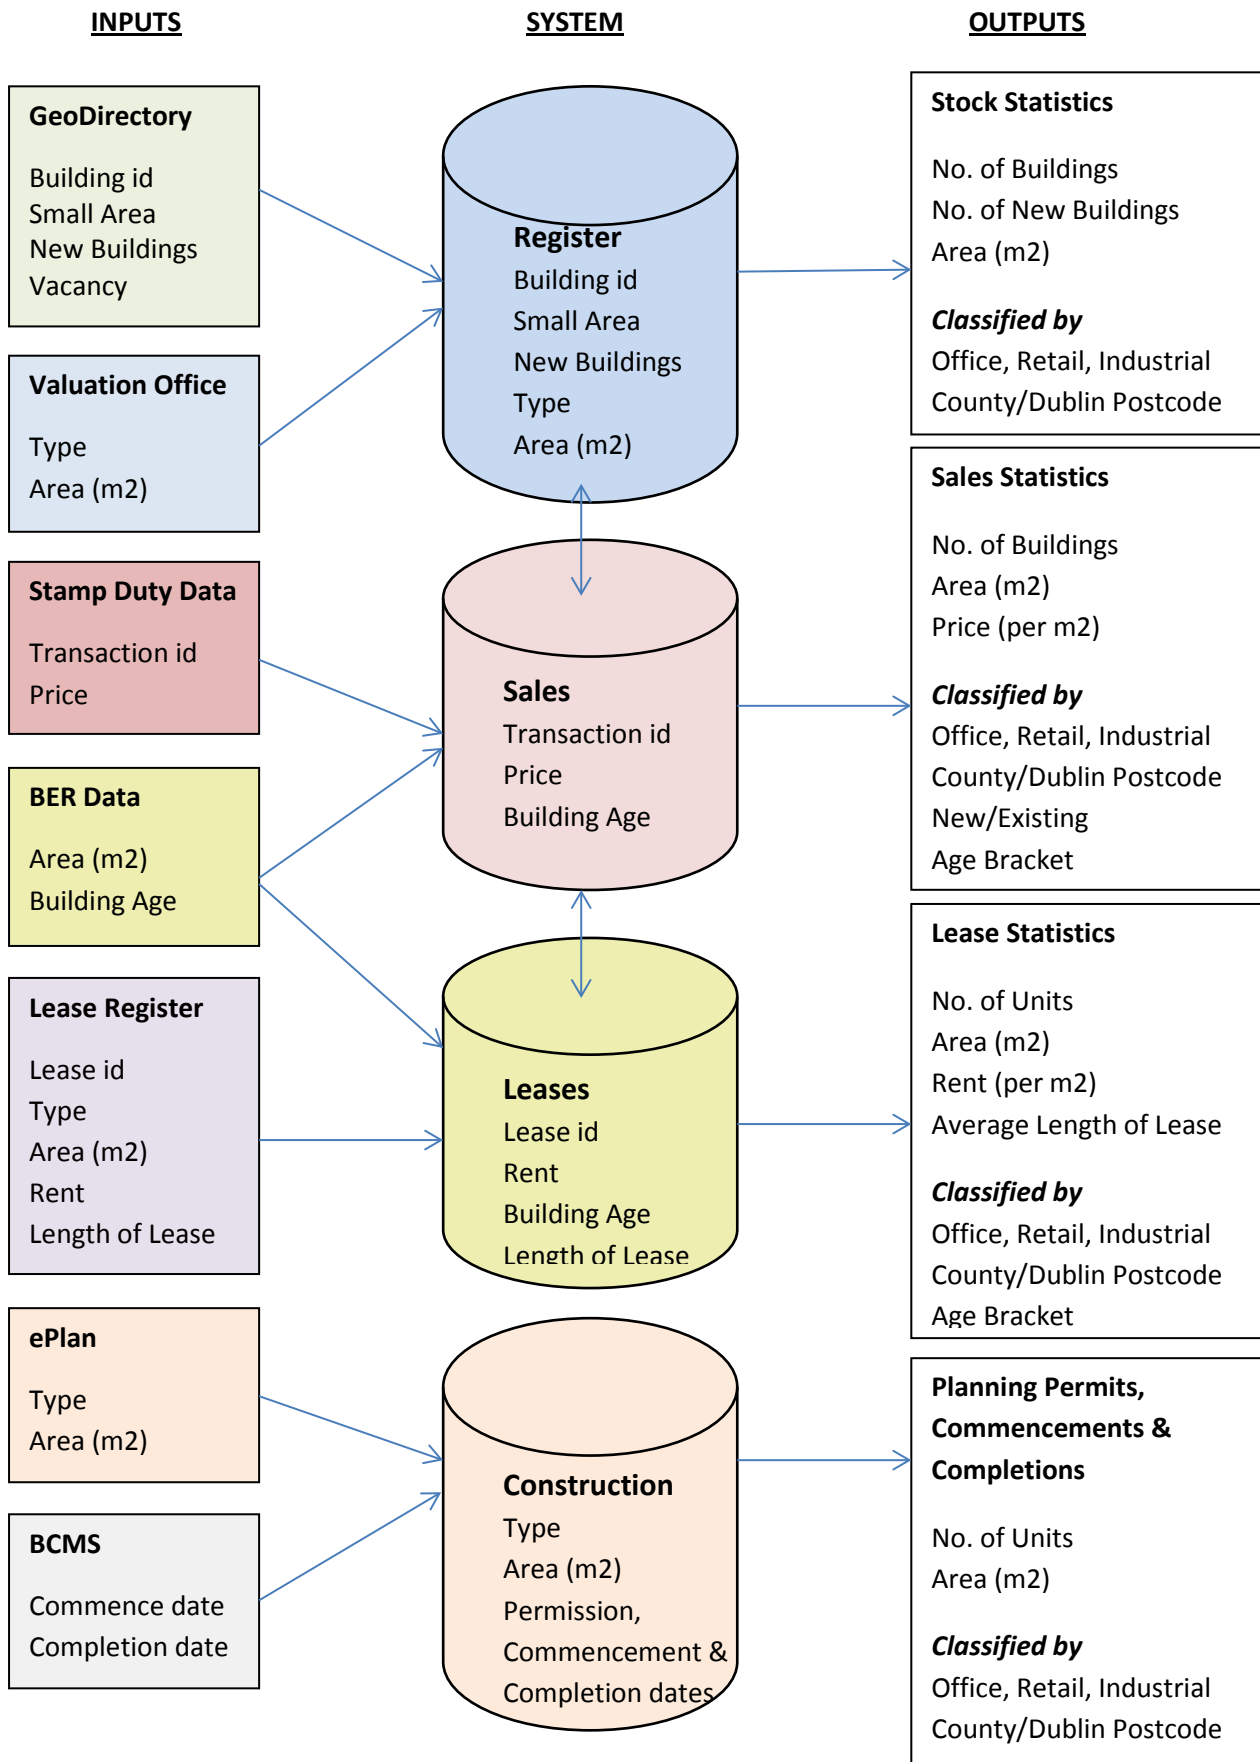 INPUTS
SYSTEM
OUTPUTS
GeoDirectory
Building id
Small Area
New Buildings
Vacancy
Valuation Office
Type
Area (m2)
Stamp Duty Data
Transaction id
Price
BER Data
Area (m2)
Building Age
Lease Register
Lease id
Type
Area (m2)
Rent
Length of Lease
ePlan
Type
Area (m2)
BCMS
Commence date
Completion date
Register
Building id
Small Area
New Buildings
Type
Area (m2)
Sales
Transaction id
Price
Building Age
Leases
Lease id
Rent
Building Age
Length of Lease
Construction
Type
Area (m2)
Permission,
Commencement &
Completion dates
Stock Statistics
No. of Buildings
No. of New Buildings
Area (m2)
Classified by
Office, Retail, Industrial
County/Dublin Postcode
Sales Statistics
No. of Buildings
Area (m2)
Price (per m2)
Classified by
Office, Retail, Industrial
County/Dublin Postcode
New/Existing
Age Bracket
Lease Statistics
No. of Units
Area (m2)
Rent (per m2)
Average Length of Lease
Classified by
Office, Retail, Industrial
County/Dublin Postcode
Age Bracket
Planning Permits,
Commencements &
Completions
No. of Units
Area (m2)
Classified by
Office, Retail, Industrial
County/Dublin Postcode